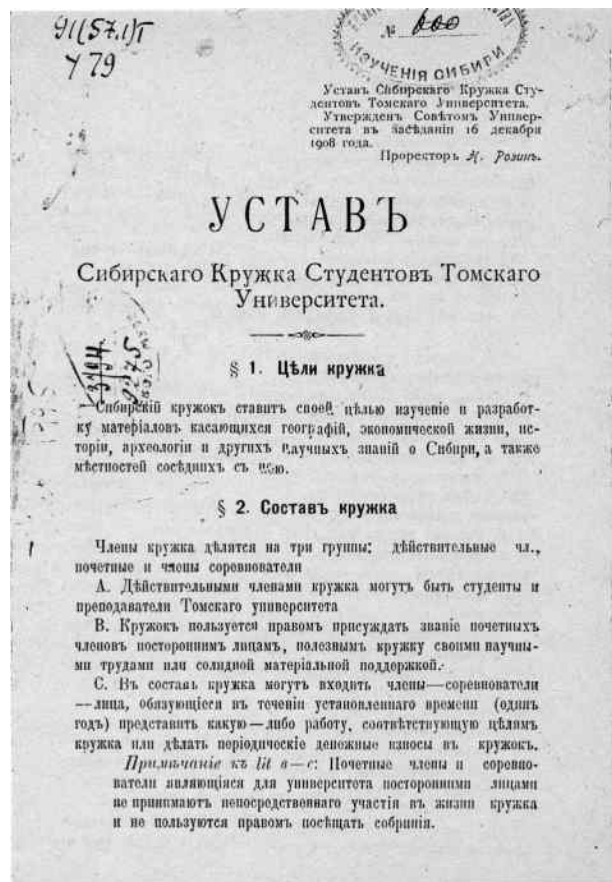 91(57.1)Т
У 79
№ 600
ИЗУЧЕНІЯ СИБИРИ
Уставъ Сибирскаго Кружка Сту-
дентовъ Томскаго Университета.
Утвержден Совѣтомъ Универ-
ситета въ засѣданіи 16 декабря
1908 года.
Проректоръ Н. Розинъ.
УСТАВЪ
Сибирскаго Кружка Студентовъ Томскаго
Университета.
§ 1. Цѣли кружка
Сибирскій кружокъ ставитъ своей цѣлью изученіе и разработ-
ку матеріаловъ касающихся географій, экономической жизни, ис-
торіи, археологіи и другихъ научныхъ знаній о Сибири, а также
мѣстностей сосѣднихъ съ нею.
9275
§ 2. Составъ кружка
Члены кружка дѣлятся на три группы: дѣйствительные чл.,
почетные и члены соревнователи
А. Дѣйствительными членами кружка могутъ быть студенты и
преподаватели Томскаго университета
В. Кружокъ пользуется правомъ присуждать званіе почетныхъ
членовъ постороннимъ лицамъ, полезнымъ кружку своими научны-
ми трудами или солидной матеріальной поддержкой.
С. Въ составъ кружка могутъ входить члены—соревнователи
—лица, обязующіеся въ теченіи установленнаго времени (одинъ
годъ) представить какую—либо работу, соотвѣтствующую цѣлямъ
кружка или дѣлать періодическіе денежные взносы въ кружокъ.
Примѣчаніе къ lit а—с: Почетные члены и соревно-
ватели являющіяся для университета посторонними лицами
не принимаютъ непосредственнаго участія въ жизни кружка
и не пользуются правомъ посѣщать собранія.